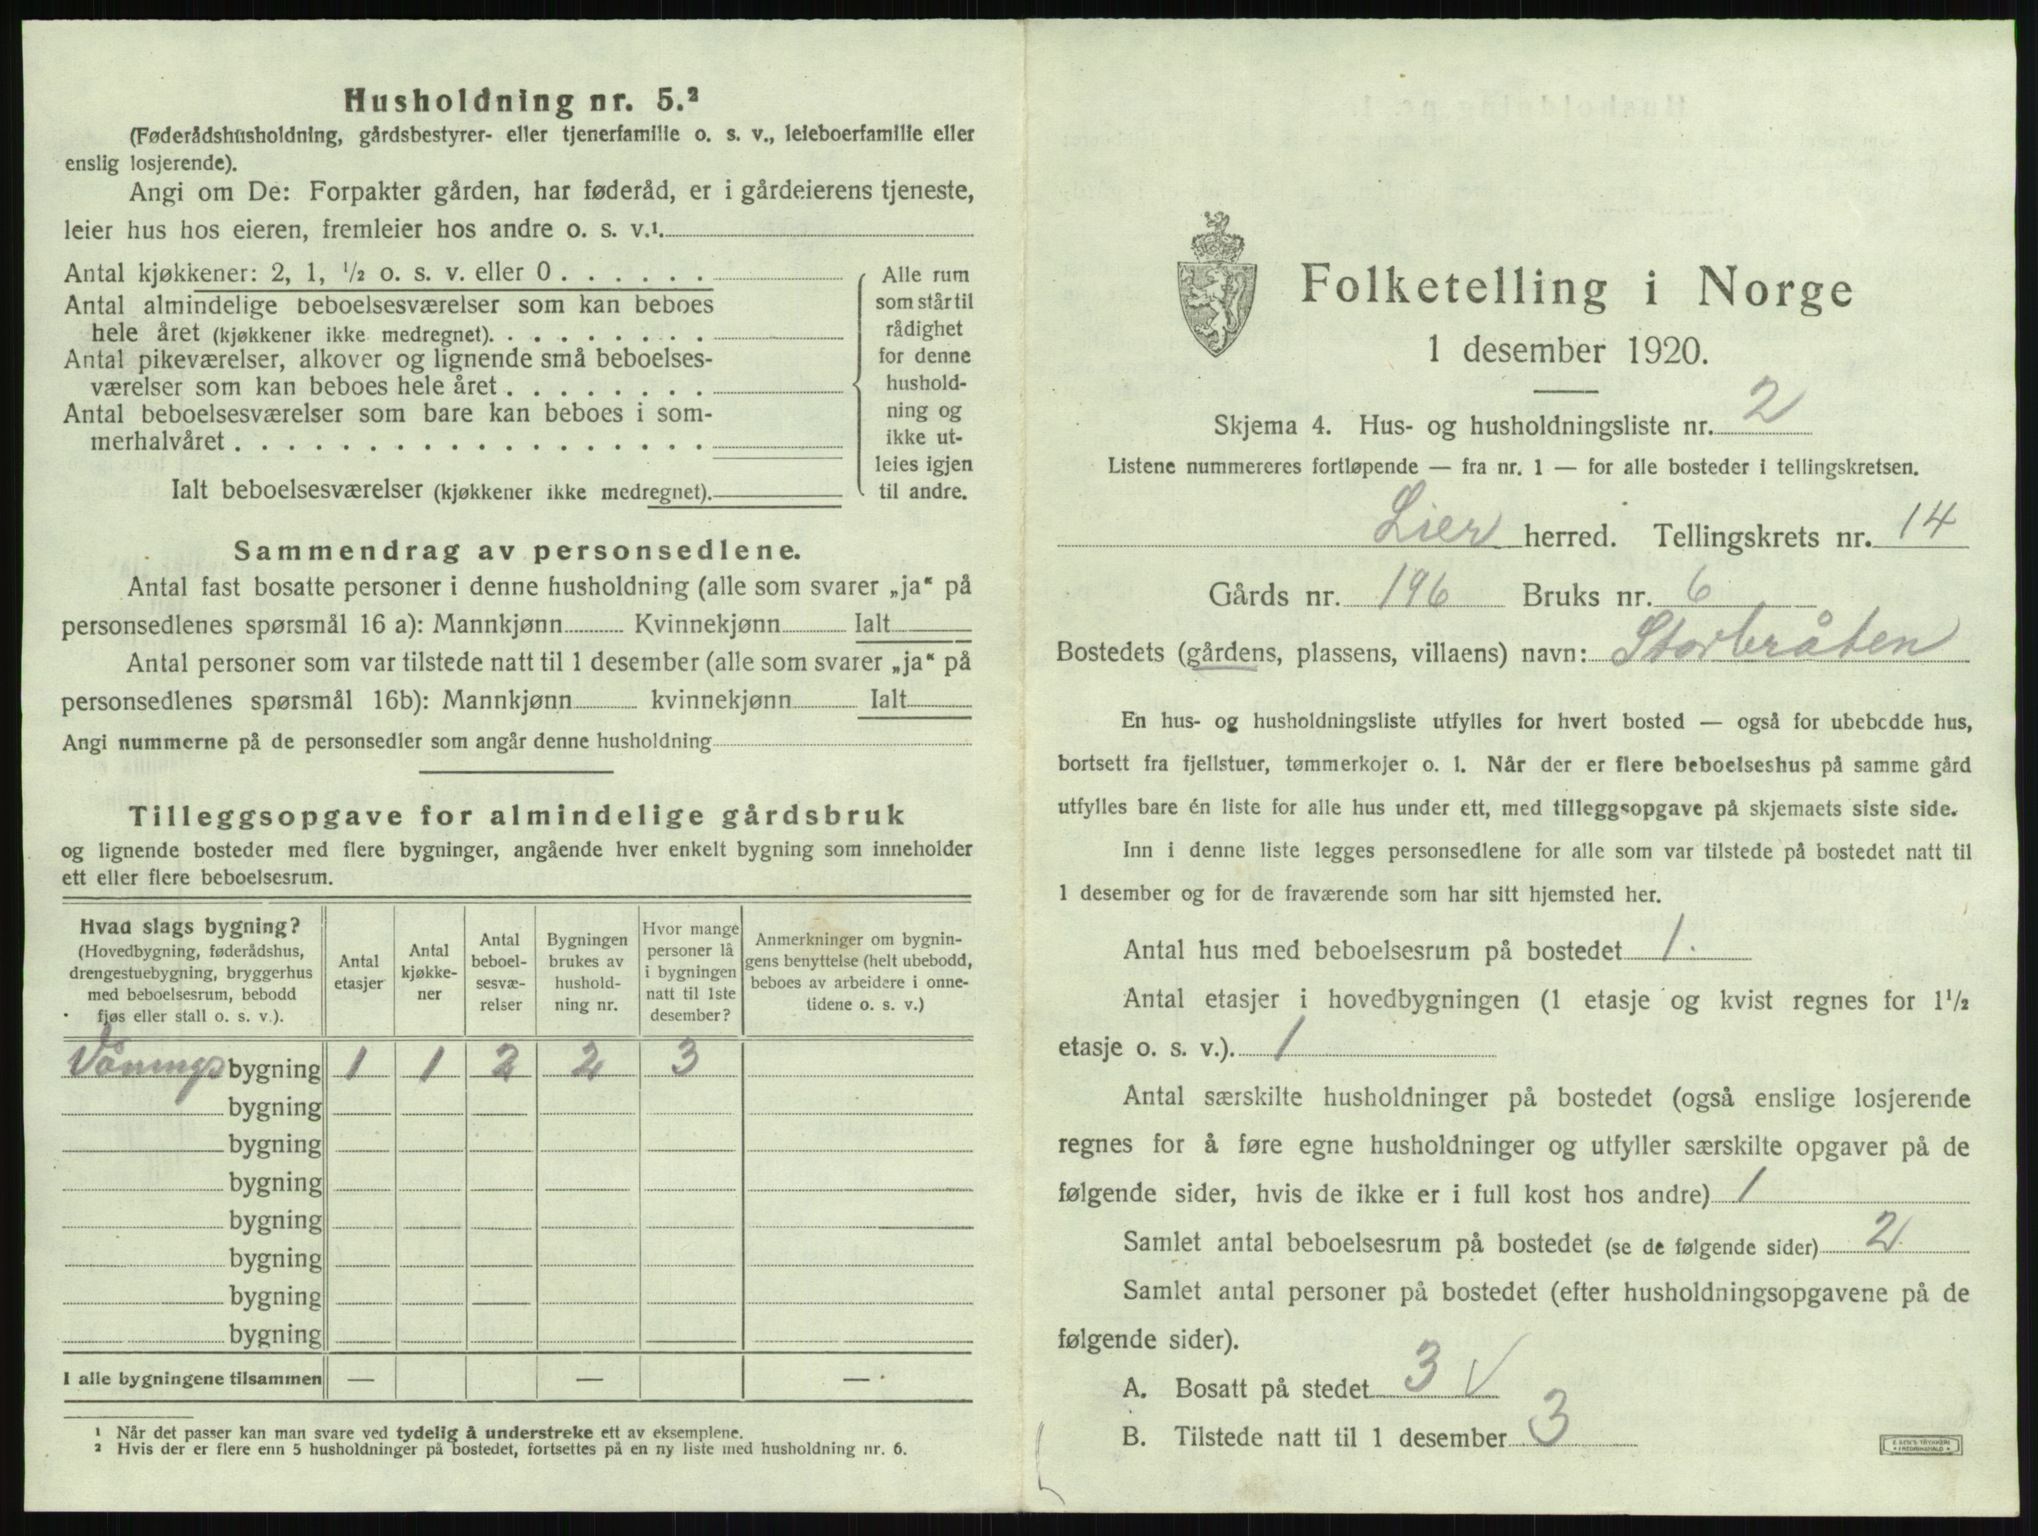 Husholdning nr. 5.²
(Føderådshusholdning, gårdsbestyrer- eller tjenerfamilie o. s. v., leieboerfamilie eller
enslig losjerende).
Angi om De: Forpakter gården, har føderåd, er i gårdeierens tjeneste,
leier hus hos eieren, fremleier hos andre o. s. v.¹
Antal kjøkkener: 2, 1, ½ o. s. v. eller 0 . . . . . .
Antal almindelige beboelsesværelser som kan beboes
hele året (kjøkkener ikke medregnet). . . . . . . . .
Antal pikeværelser, alkover og lignende små beboelses-
værelser som kan beboes hele året . . . . . . . .
Antal beboelsesværelser som bare kan beboes i som-
merhalvåret . . . . . . . . . . . . . . . . . .
Ialt beboelsesværelser (kjøkkener ikke medregnet).
Alle rum
som står til
rådighet
for denne
hushold-
ning og
ikke ut-
leies igjen
til andre.
Sammendrag av personsedlene.
Antal fast bosatte personer i denne husholdning (alle som svarer „ja“ på
personsedlenes spørsmål 16 a): Mannkjønn Kvinnekjønn Ialt
Antal personer som var tilstede natt til 1 desember (alle som svarer „ja“ på
personsedlenes spørsmål 16b): Mannkjønn kvinnekjønn Ialt
Angi nummerne på de personsedler som angår denne husholdning
Tilleggsopgave for almindelige gårdsbruk
og lignende bosteder med flere bygninger, angående hver enkelt bygning som inneholder
ett eller flere beboelsesrum.
Hvad slags bygning?
(Hovedbygning, føderådshus,
drengestuebygning, bryggerhus
med beboelsesrum, bebodd
fjøs eller stall o. s. v.).
Antal
etasjer
Antal
kjøkke-
ner
Antal
beboel-
sesvæ-
relser
Bygningen
brukes av
hushold-
ning nr.
Hvor mange
personer lå
i bygningen
natt til 1ste
desember?
Anmerkninger om bygnin-
gens benyttelse (helt ubebodd,
beboes av arbeidere i onne-
tidene o. s. v.)
Vånings bygning 1 1 2 2 3
bygning
bygning
bygning
bygning
bygning
bygning
bygning
I alle bygningene tilsammen — — —
¹ Når det passer kan man svare ved tydelig å understreke ett av eksemplene.
² Hvis der er flere enn 5 husholdninger på bostedet, fortsettes på en ny liste med husholdning nr. 6.
Folketelling i Norge
1 desember 1920.
Skjema 4. Hus- og husholdningsliste nr. 2
Listene nummereres fortløpende — fra nr. 1 — for alle bosteder i tellingskretsen.
Lier herred. Tellingskrets nr. 14
Gårds nr. 196 Bruks nr. 6
Bostedets (gårdens, plassens, villaens) navn: Storbråten
En hus- og husholdningsliste utfylles for hvert bosted — også for ubebodde hus,
bortsett fra fjellstuer, tømmerkojer o. l. Når der er flere beboelseshus på samme gård
utfylles bare én liste for alle hus under ett, med tilleggsopgave på skjemaets siste side.
Inn i denne liste legges personsedlene for alle som var tilstede på bostedet natt til
1 desember og for de fraværende som har sitt hjemsted her.
Antal hus med beboelsesrum på bostedet 1.
Antal etasjer i hovedbygningen (1 etasje og kvist regnes for 1½
etasje o. s. v.). 1
Antal særskilte husholdninger på bostedet (også enslige losjerende
regnes for å føre egne husholdninger og utfyller særskilte opgaver på de
følgende sider, hvis de ikke er i full kost hos andre) 1
Samlet antal beboelsesrum på bostedet (se de følgende sider) 2
Samlet antal personer på bostedet (efter husholdningsopgavene på de
følgende sider).
A. Bosatt på stedet 3 √
B. Tilstede natt til 1 desember 3